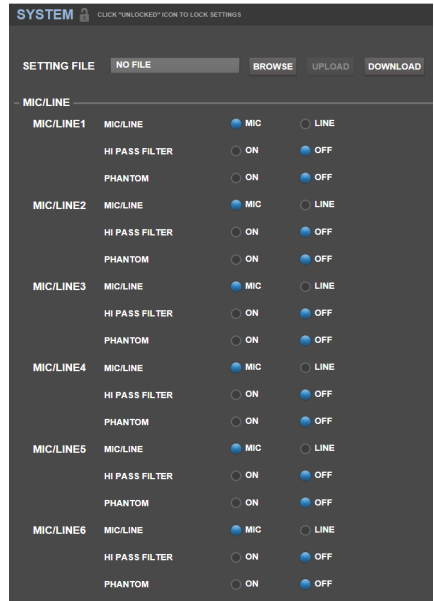 SYSTEM CLICK "UNLOCKED" ICON TO LOCK SETTINGS
SETTING FILE NO FILE BROWSE UPLOAD DOWNLOAD
MIC/LINE
MIC/LINE1 MIC/LINE MIC LINE
HI PASS FILTER ON OFF
PHANTOM ON OFF
MIC/LINE2 MIC/LINE MIC LINE
HI PASS FILTER ON OFF
PHANTOM ON OFF
MIC/LINE3 MIC/LINE MIC LINE
HI PASS FILTER ON OFF
PHANTOM ON OFF
MIC/LINE4 MIC/LINE MIC LINE
HI PASS FILTER ON OFF
PHANTOM ON OFF
MIC/LINE5 MIC/LINE MIC LINE
HI PASS FILTER ON OFF
PHANTOM ON OFF
MIC/LINE6 MIC/LINE MIC LINE
HI PASS FILTER ON OFF
PHANTOM ON OFF